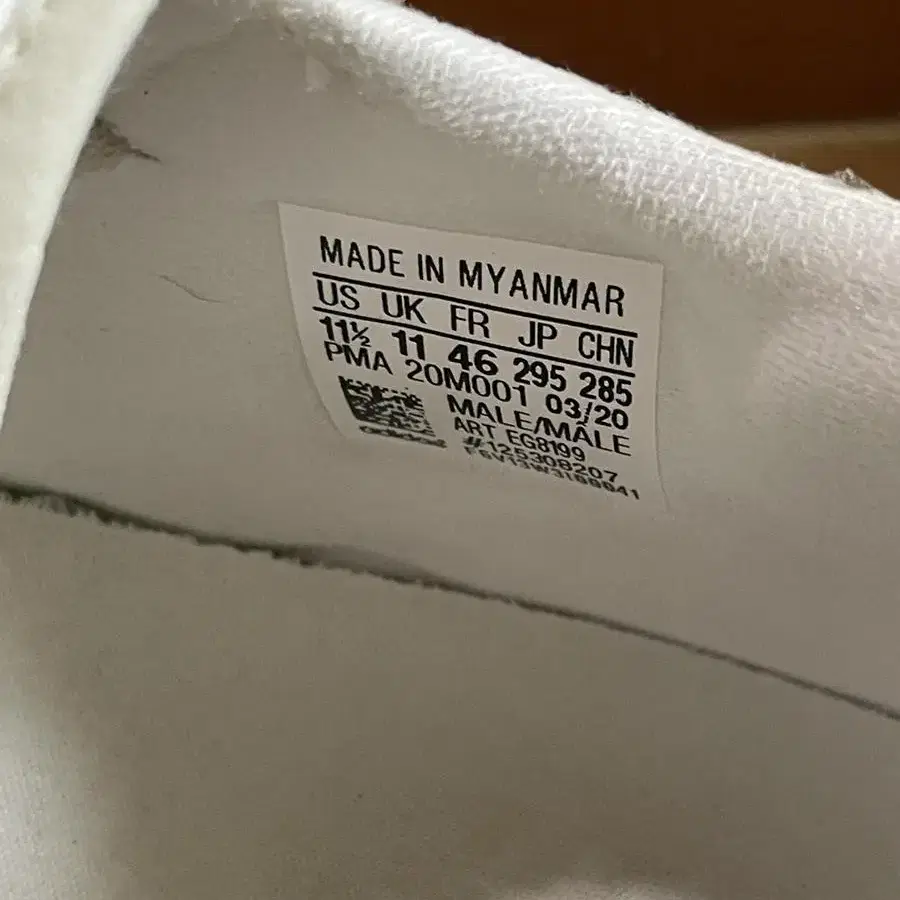 MADE IN MYANMAR
US UK FR JP CHN
11½ 11 46 295 285
PMA 20M001 03/20
MALE/MÂLE
ART EG8199
#125308207
adidas